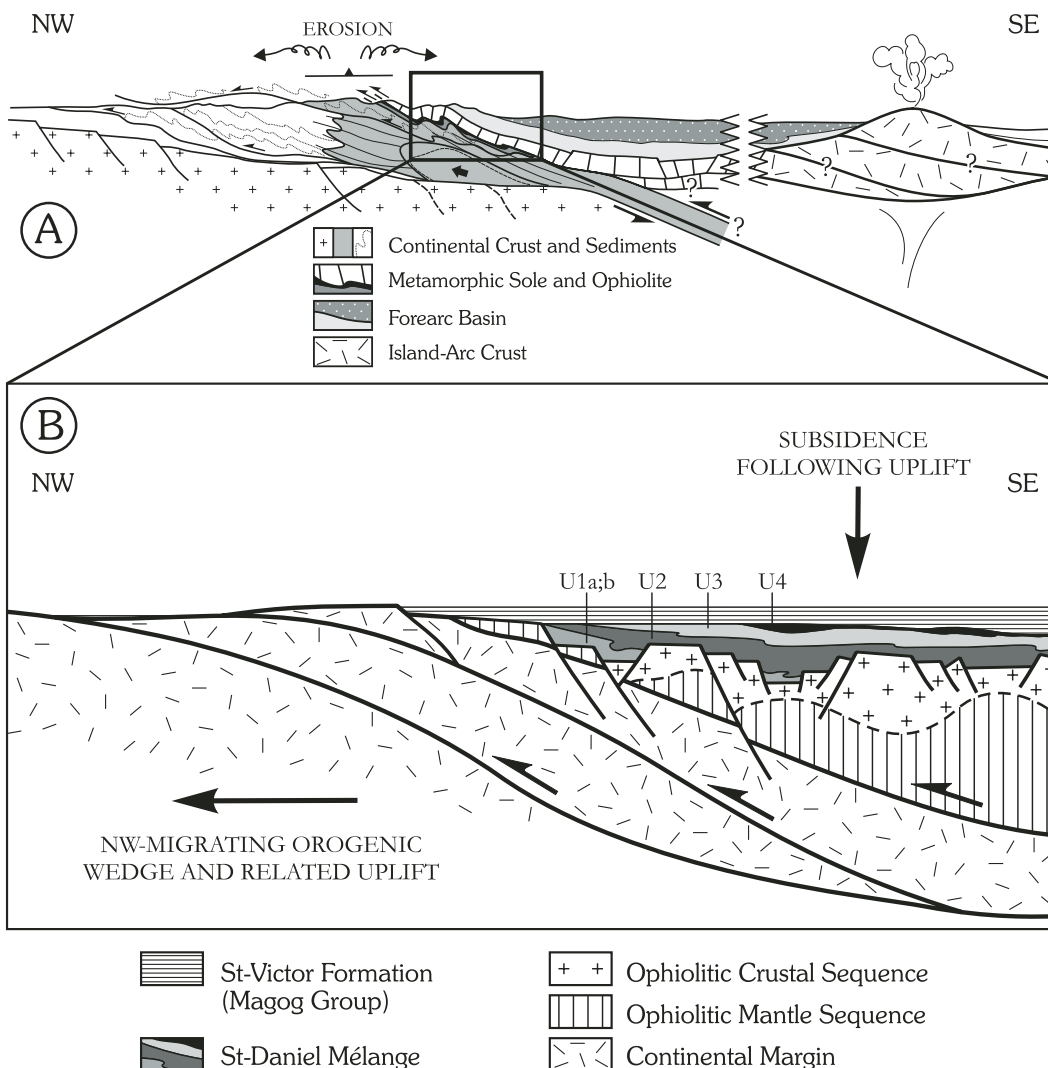 NW
SE
EROSION
?
?
?
?
A
Continental Crust and Sediments
Metamorphic Sole and Ophiolite
Forearc Basin
Island-Arc Crust
B
NW
SE
SUBSIDENCE
FOLLOWING UPLIFT
U1a;b U2 U3 U4
NW-MIGRATING OROGENIC
WEDGE AND RELATED UPLIFT
St-Victor Formation
(Magog Group)
St-Daniel Mélange
Ophiolitic Crustal Sequence
Ophiolitic Mantle Sequence
Continental Margin